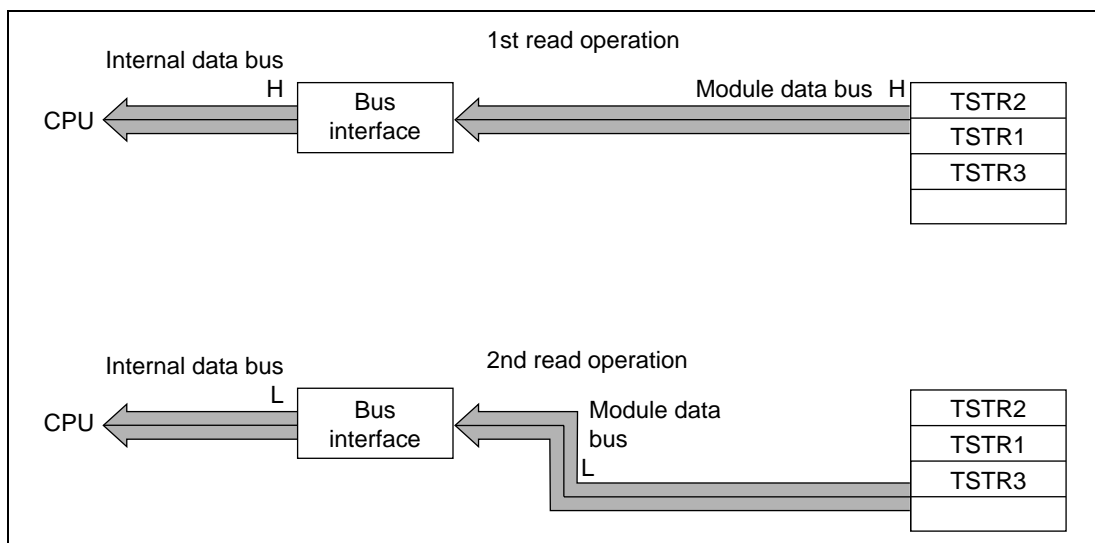 1st read operation
Internal data bus
H
Module data bus H
CPU
Bus
interface
TSTR2
TSTR1
TSTR3
2nd read operation
Internal data bus
L
Module data
bus
L
CPU
Bus
interface
TSTR2
TSTR1
TSTR3